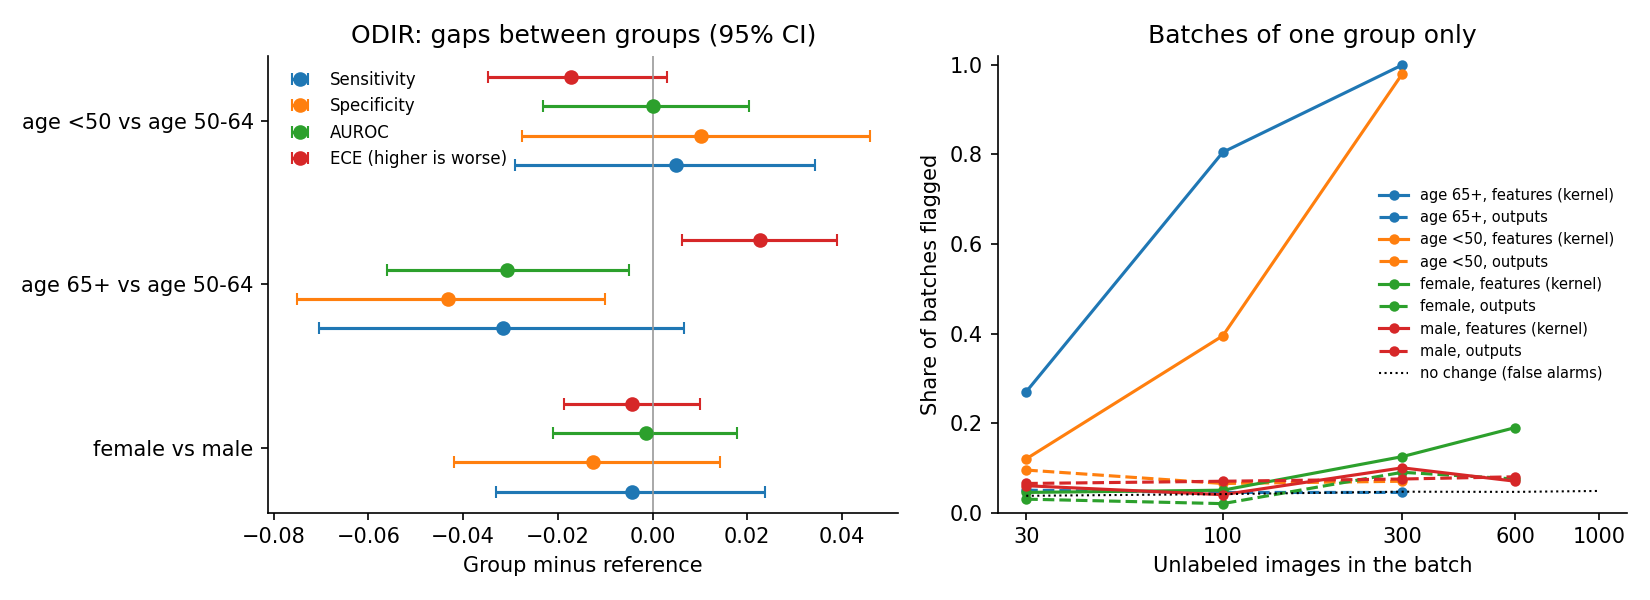 ODIR: gaps between groups (95% CI)
Sensitivity
Specificity
AUROC
ECE (higher is worse)
age <50 vs age 50-64
age 65+ vs age 50-64
female vs male
−0.08 −0.06 −0.04 −0.02 0.00 0.02 0.04
Group minus reference
Batches of one group only
Share of batches flagged
1.0
0.8
0.6
0.4
0.2
0.0
age 65+, features (kernel)
age 65+, outputs
age <50, features (kernel)
age <50, outputs
female, features (kernel)
female, outputs
male, features (kernel)
male, outputs
no change (false alarms)
30 100 300 600 1000
Unlabeled images in the batch